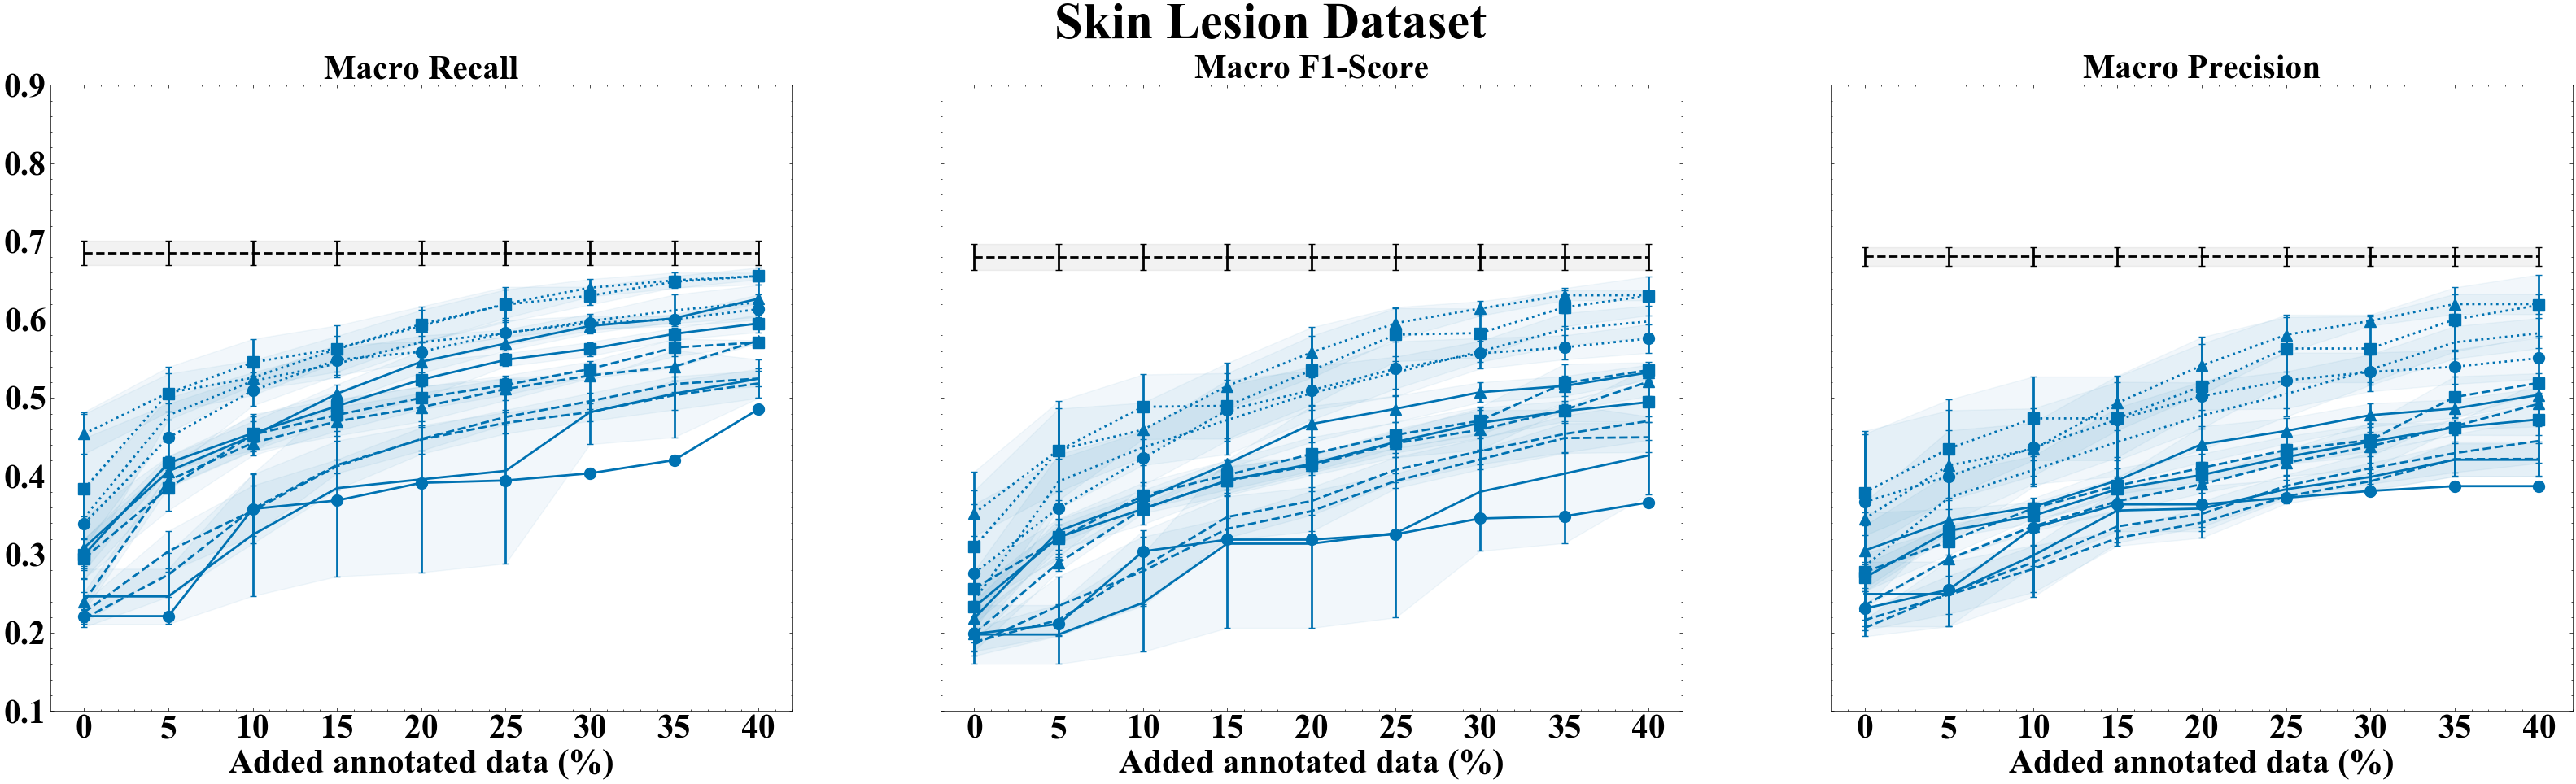 Skin Lesion Dataset
Macro Recall
0.9
0.8
0.7
0.6
0.5
0.4
0.3
0.2
0.1
0 5 10 15 20 25 30 35 40
Added annotated data (%)
Macro F1-Score
0 5 10 15 20 25 30 35 40
Added annotated data (%)
Macro Precision
0 5 10 15 20 25 30 35 40
Added annotated data (%)